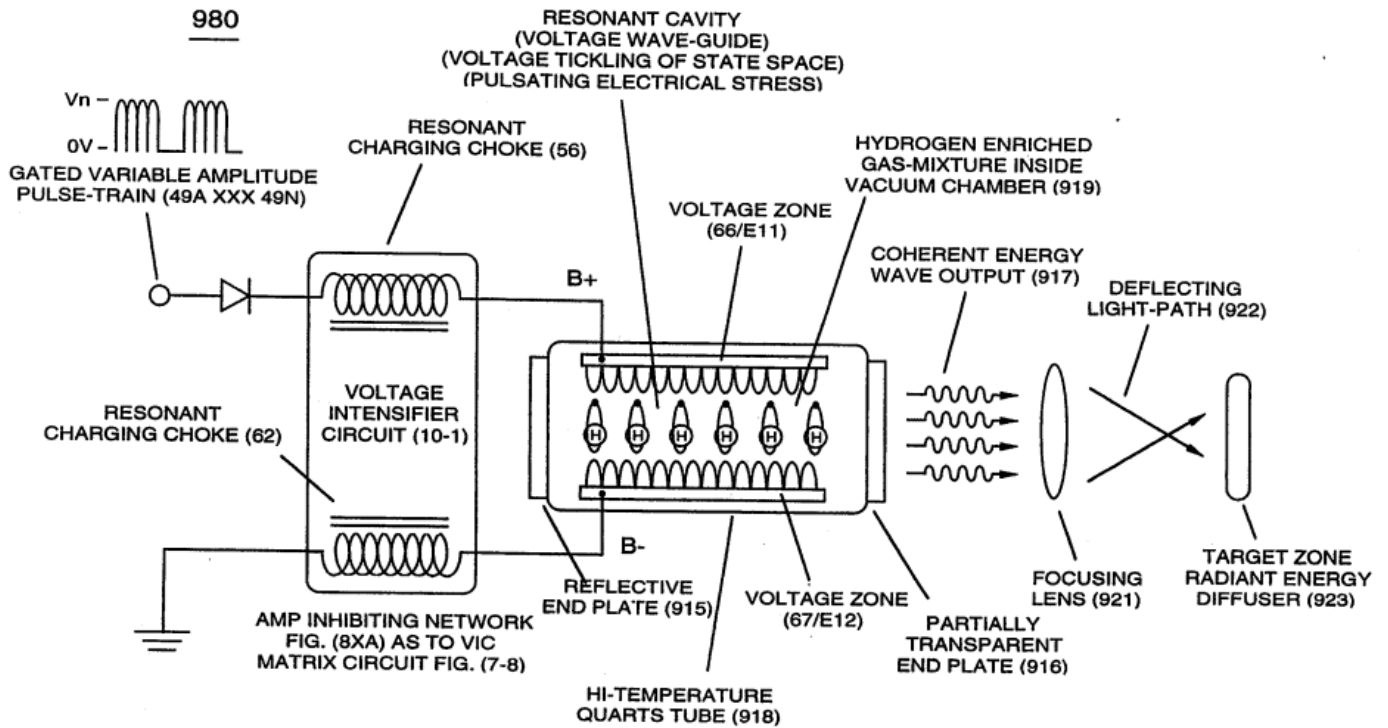 980
RESONANT CAVITY
(VOLTAGE WAVE-GUIDE)
(VOLTAGE TICKLING OF STATE SPACE)
(PULSATING ELECTRICAL STRESS)
Vn
0V
GATED VARIABLE AMPLITUDE
PULSE-TRAIN (49A XXX 49N)
RESONANT
CHARGING CHOKE (56)
VOLTAGE ZONE
(66/E11)
HYDROGEN ENRICHED
GAS-MIXTURE INSIDE
VACUUM CHAMBER (919)
COHERENT ENERGY
WAVE OUTPUT (917)
DEFLECTING
LIGHT-PATH (922)
B+
VOLTAGE
INTENSIFIER
CIRCUIT (10-1)
RESONANT
CHARGING CHOKE (62)
H H H H H H
B-
REFLECTIVE
END PLATE (915)
VOLTAGE ZONE
(67/E12)
PARTIALLY
TRANSPARENT
END PLATE (916)
FOCUSING
LENS (921)
TARGET ZONE
RADIANT ENERGY
DIFFUSER (923)
AMP INHIBITING NETWORK
FIG. (8XA) AS TO VIC
MATRIX CIRCUIT FIG. (7-8)
HI-TEMPERATURE
QUARTS TUBE (918)